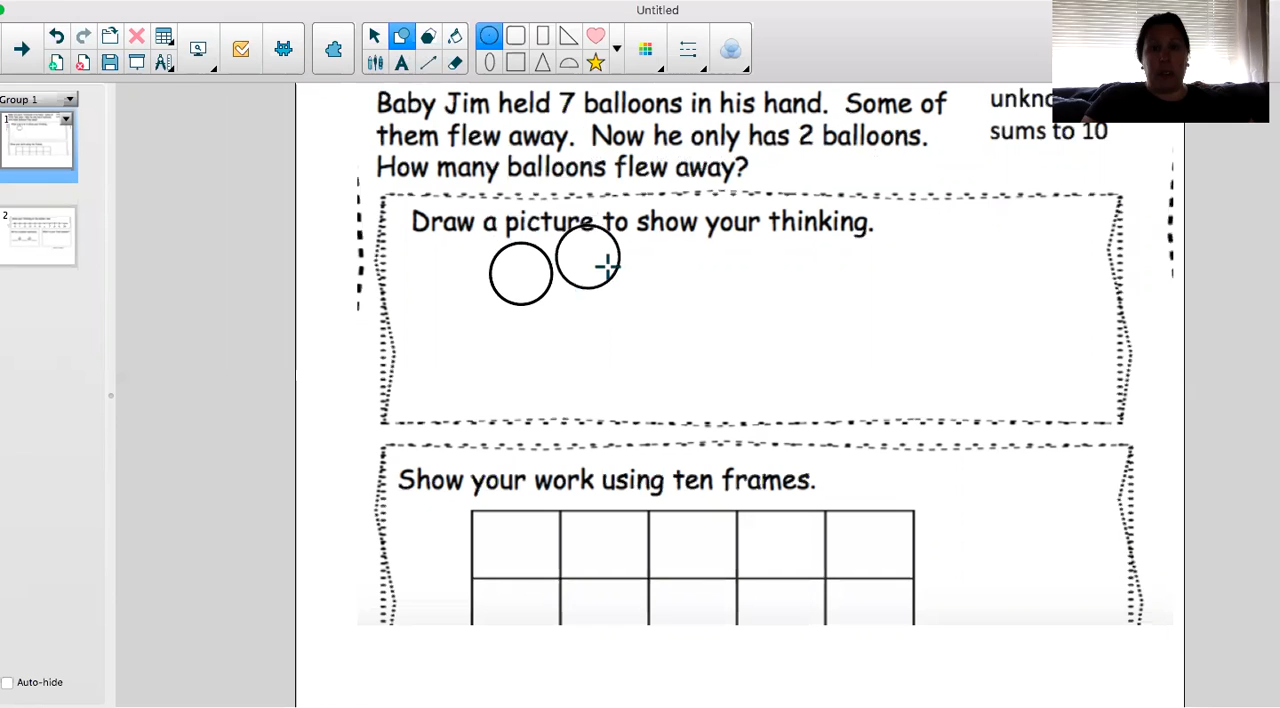 Untitled
Group 1
1
2
Baby Jim held 7 balloons in his hand. Some of
them flew away. Now he only has 2 balloons.
How many balloons flew away?
sums to 10
Draw a picture to show your thinking.
Show your work using ten frames.
Auto-hide